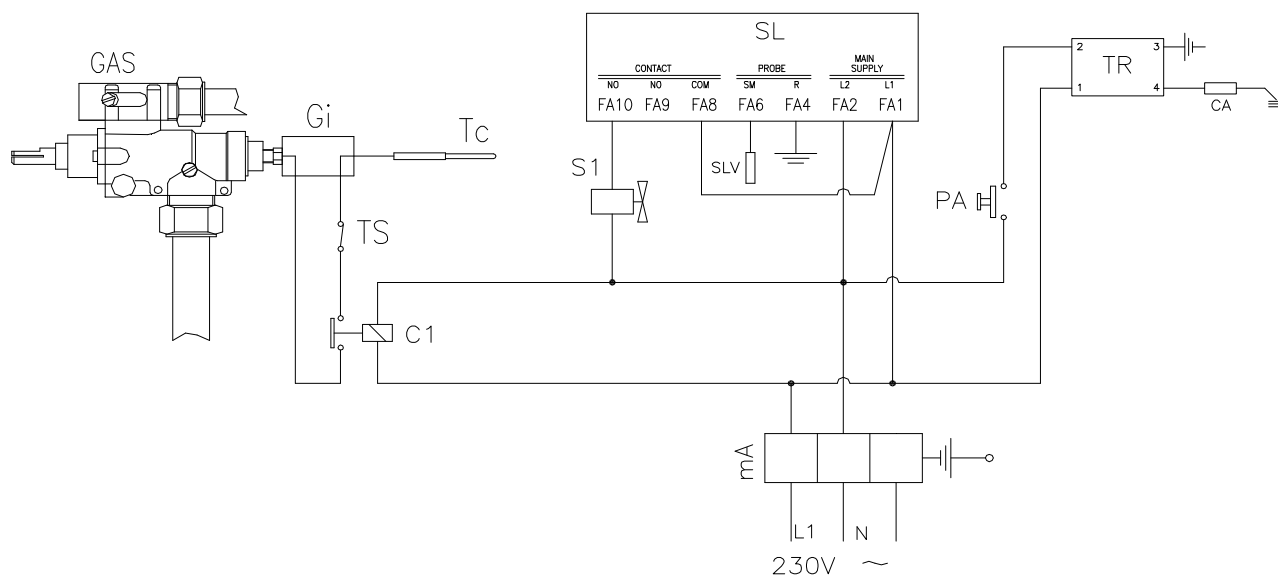 GAS
Gi
Tc
TS
C1
SL
CONTACT
PROBE
MAIN
SUPPLY
NO NO COM SM R L2 L1
FA10 FA9 FA8 FA6 FA4 FA2 FA1
S1
SLV
PA
2 3
TR
1 4
CA
mA
L1 N
230V ~